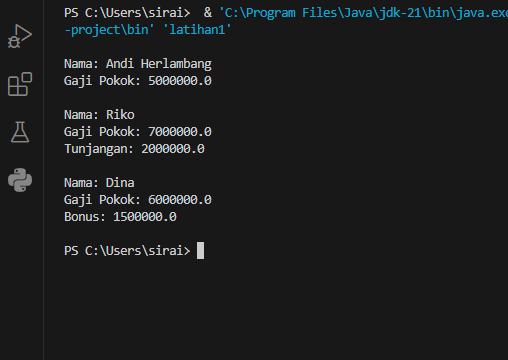 PS C:\Users\sirai>  & 'C:\Program Files\Java\jdk-21\bin\java.exe
-project\bin' 'latihan1'
Nama: Andi Herlambang
Gaji Pokok: 5000000.0
Nama: Riko
Gaji Pokok: 7000000.0
Tunjangan: 2000000.0
Nama: Dina
Gaji Pokok: 6000000.0
Bonus: 1500000.0
PS C:\Users\sirai>